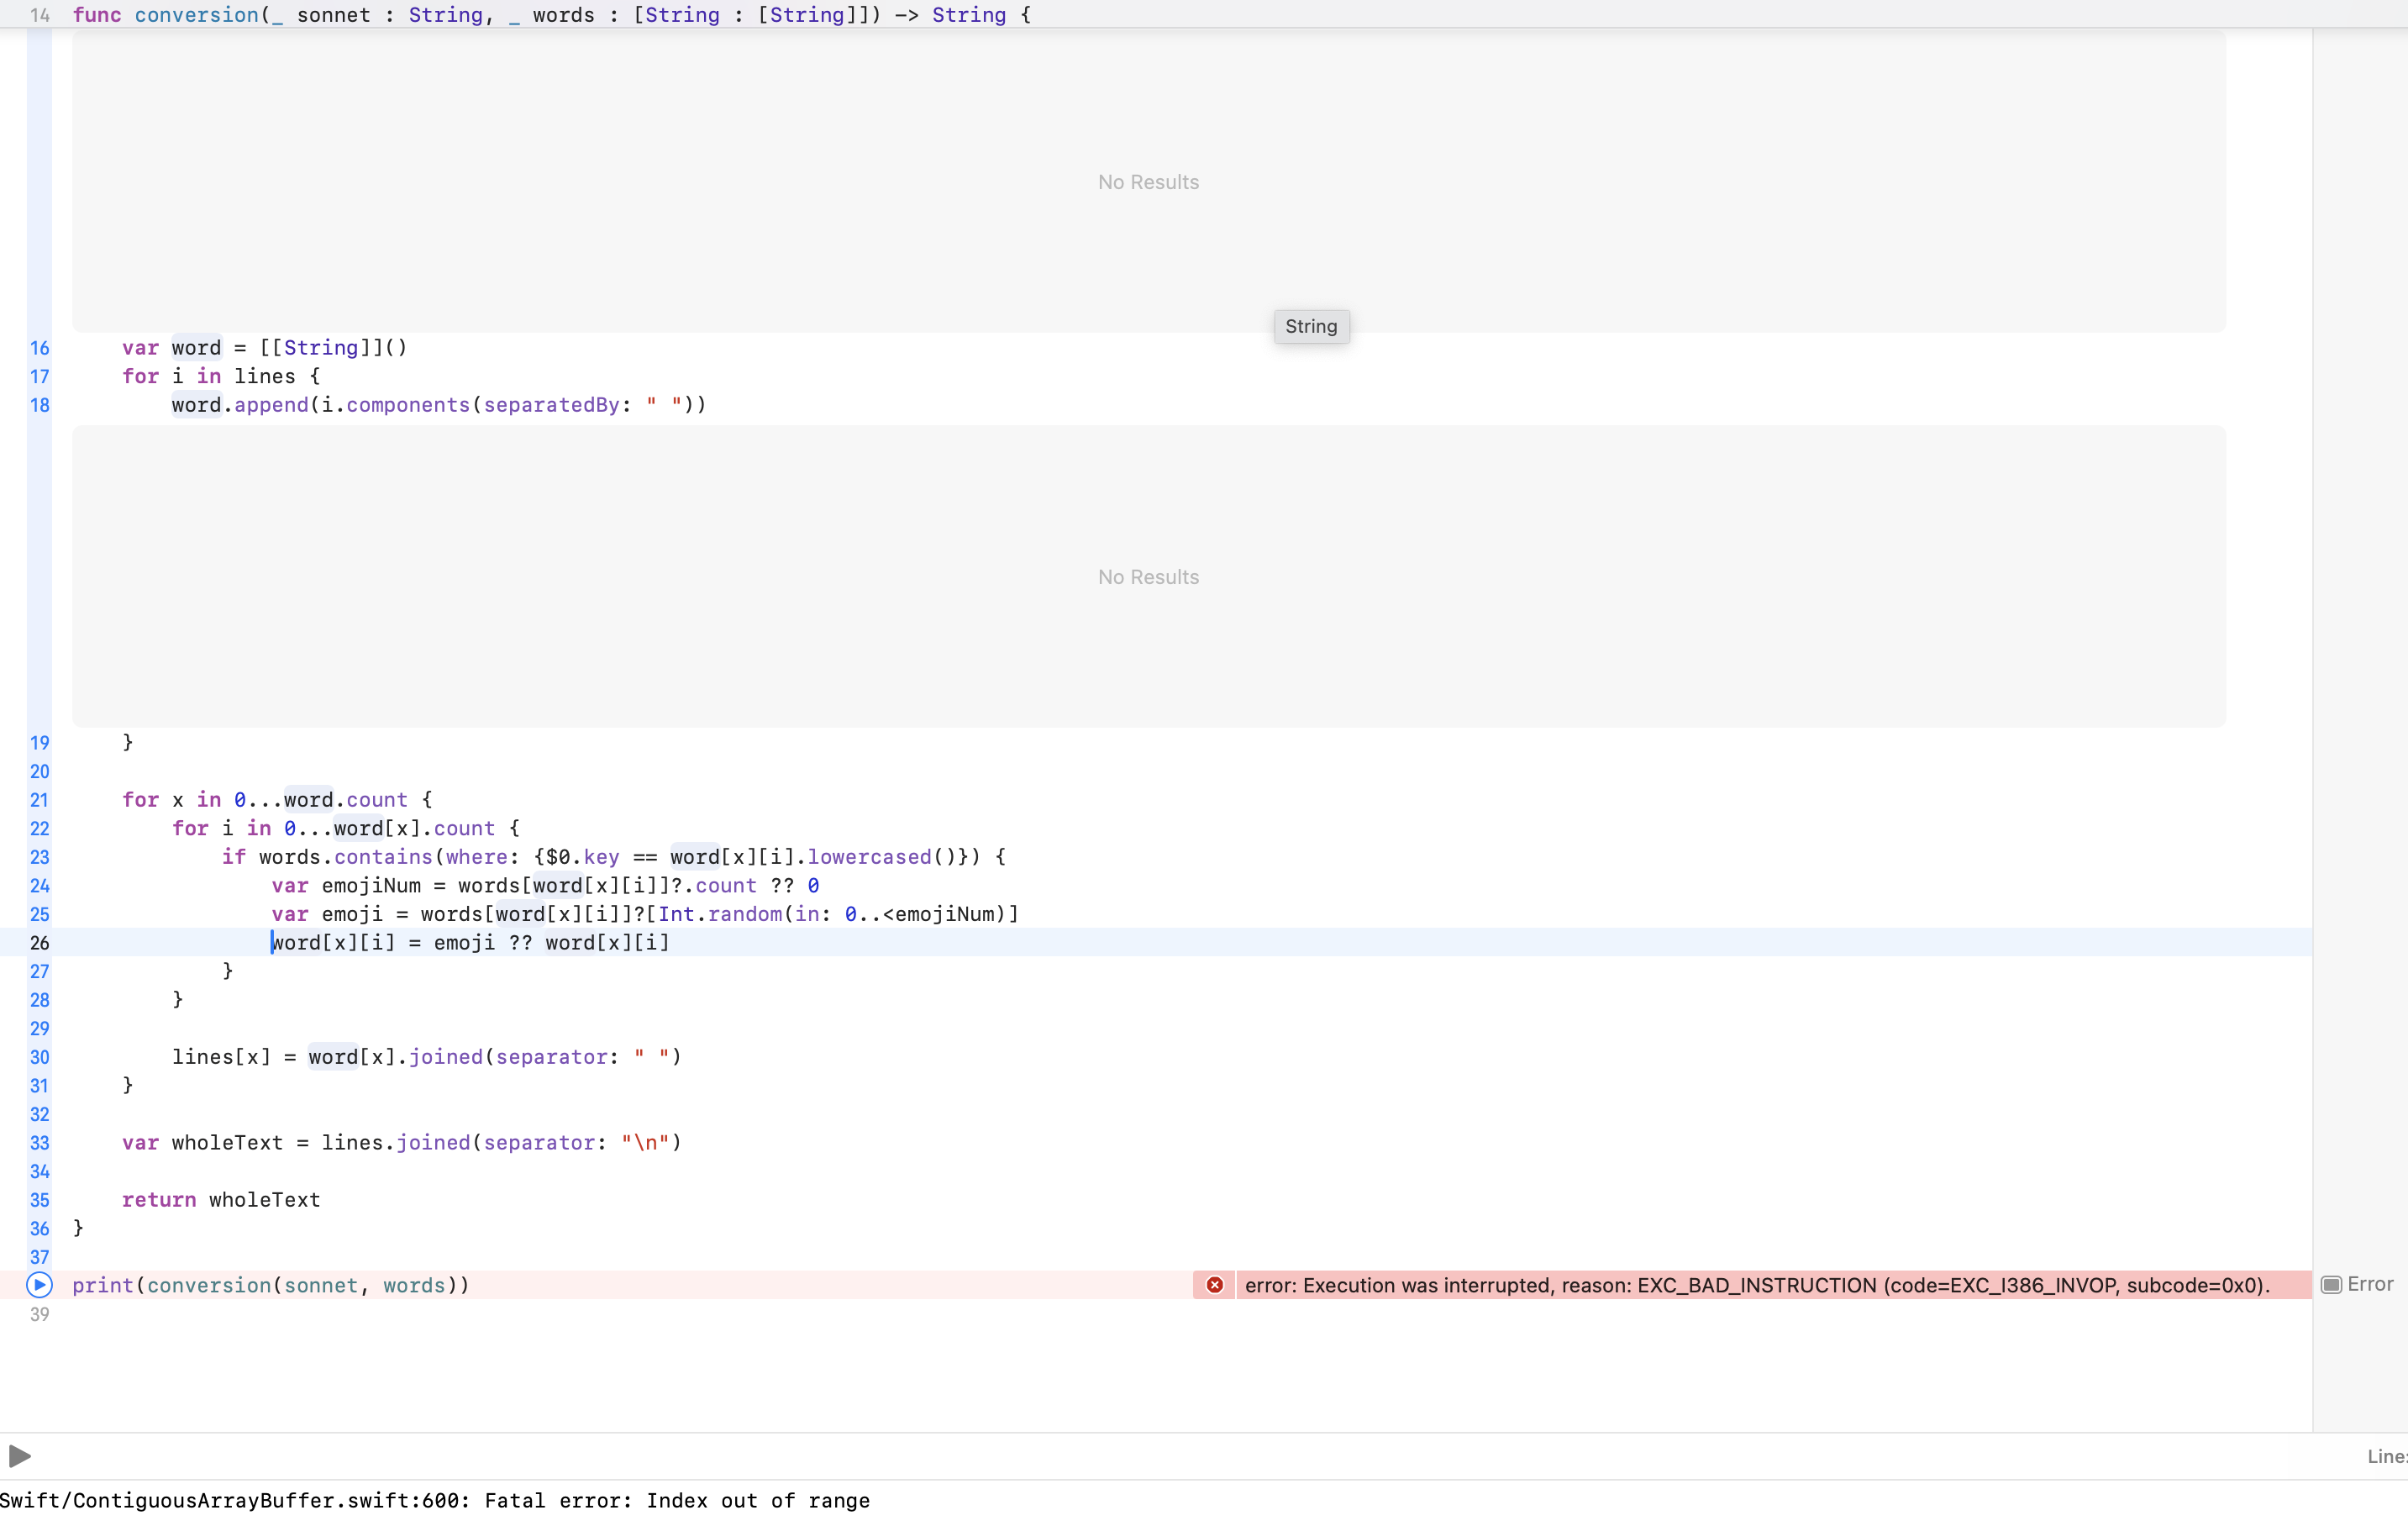 14 func conversion(_ sonnet : String, _ words : [String : [String]]) -> String {
No Results
String
16     var word = [[String]]()
17     for i in lines {
18         word.append(i.components(separatedBy: " "))
No Results
19     }
20
21     for x in 0...word.count {
22         for i in 0...word[x].count {
23             if words.contains(where: {$0.key == word[x][i].lowercased()}) {
24                 var emojiNum = words[word[x][i]]?.count ?? 0
25                 var emoji = words[word[x][i]]?[Int.random(in: 0..<emojiNum)]
26                 word[x][i] = emoji ?? word[x][i]
27             }
28         }
29
30         lines[x] = word[x].joined(separator: " ")
31     }
32
33     var wholeText = lines.joined(separator: "\n")
34
35     return wholeText
36 }
37
print(conversion(sonnet, words)) error: Execution was interrupted, reason: EXC_BAD_INSTRUCTION (code=EXC_I386_INVOP, subcode=0x0). Error
39
Line:
Swift/ContiguousArrayBuffer.swift:600: Fatal error: Index out of range